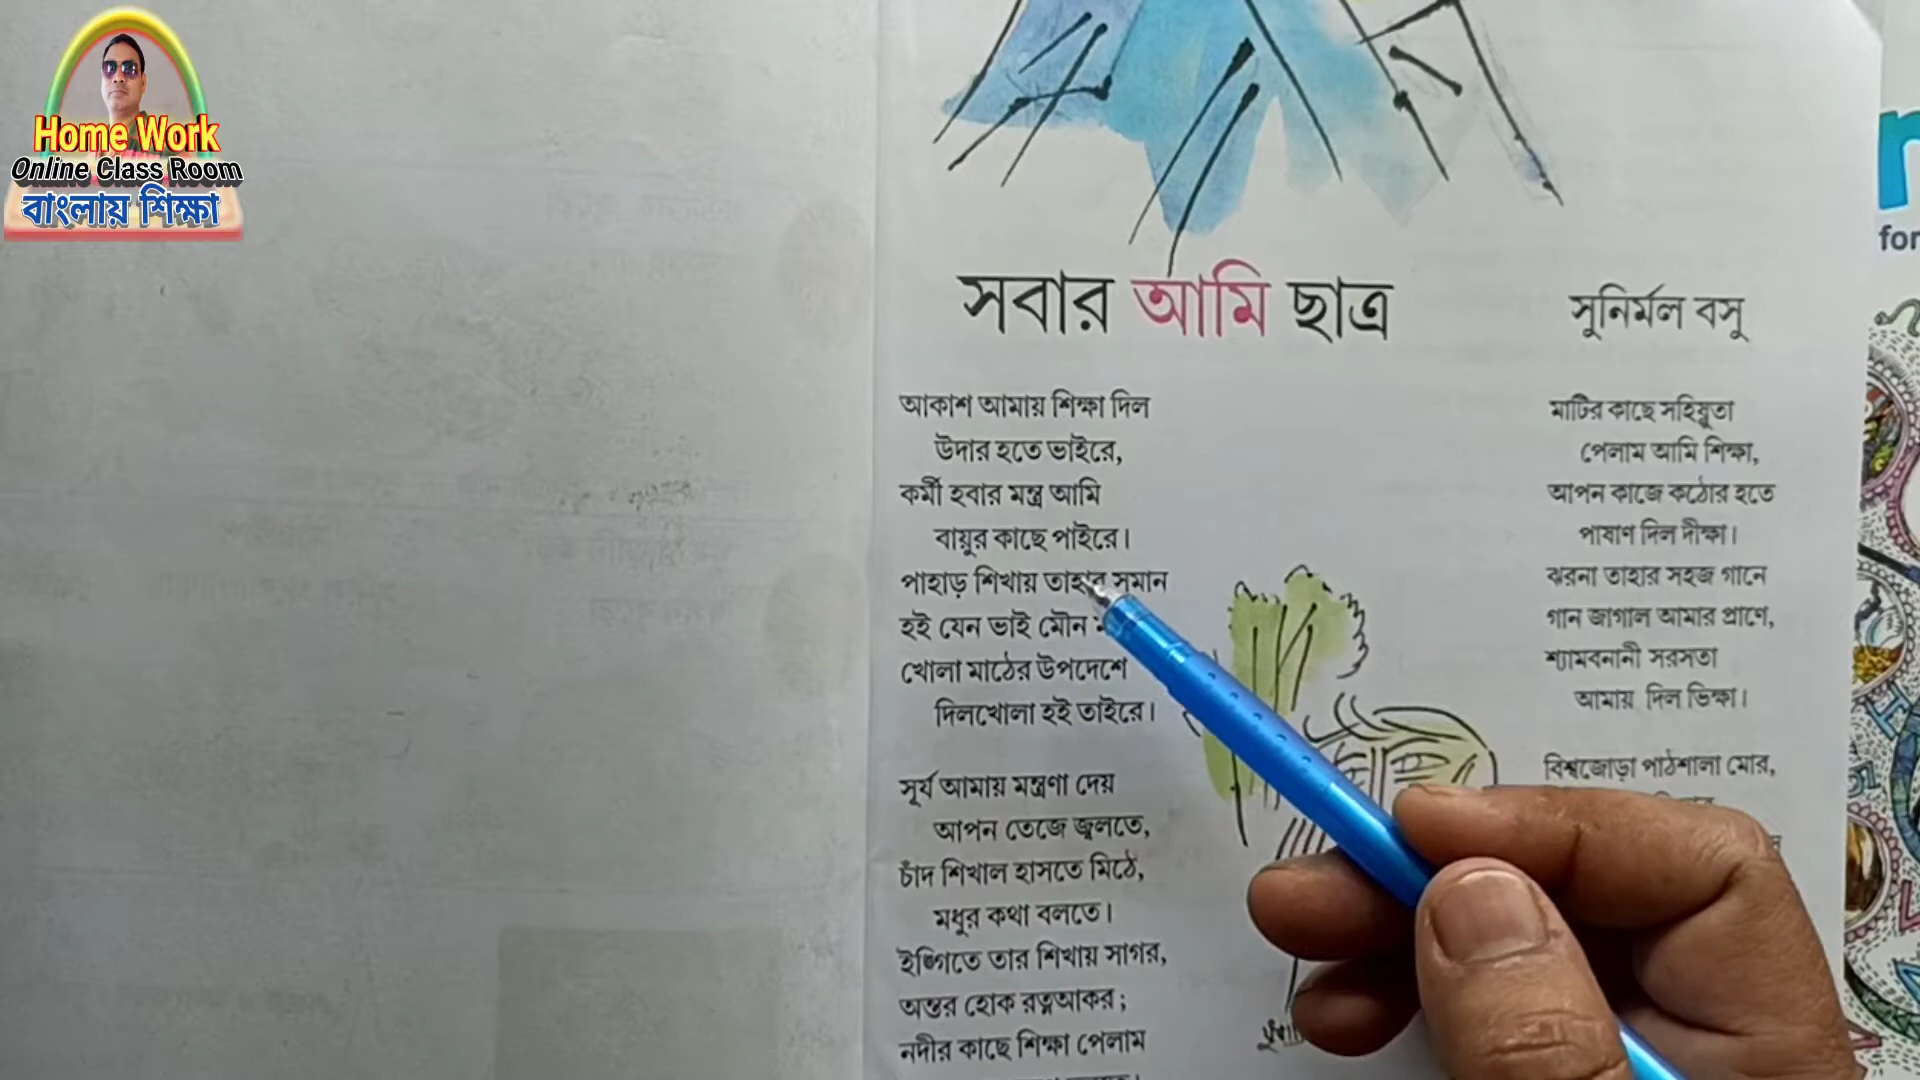 Home Work
Online Class Room
বাংলায় শিক্ষা
সবার আমি ছাত্র
সুনির্মল বসু
আকাশ আমায় শিক্ষা দিল
উদার হতে ভাইরে,
কর্মী হবার মন্ত্র আমি
বায়ুর কাছে পাইরে।
পাহাড় শিখায় তাহার সমান
হই যেন ভাই মৌন
খোলা মাঠের উপদেশে
দিলখোলা হই তাইরে।
সূর্য আমায় মন্ত্রণা দেয়
আপন তেজে জ্বলতে,
চাঁদ শিখাল হাসতে মিঠে,
মধুর কথা বলতে।
ইঙ্গিতে তার শিখায় সাগর,
অন্তর হোক রত্নআকর;
নদীর কাছে শিক্ষা পেলাম
মাটির কাছে সহিষ্ণুতা
পেলাম আমি শিক্ষা,
আপন কাজে কঠোর হতে
পাষাণ দিল দীক্ষা।
ঝরনা তাহার সহজ গানে
গান জাগাল আমার প্রাণে,
শ্যামবনানী সরসতা
আমায় দিল ভিক্ষা।
বিশ্বজোড়া পাঠশালা মোর,
for